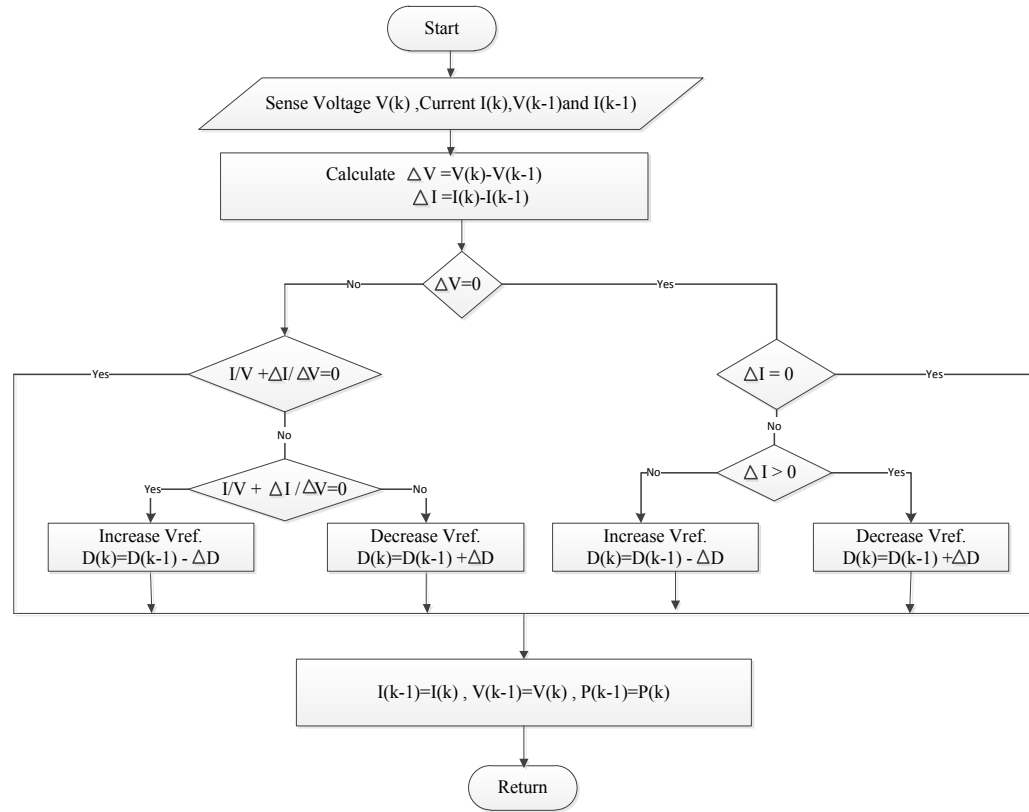 Start
Sense Voltage V(k) ,Current I(k),V(k-1)and I(k-1)
Calculate △V =V(k)-V(k-1)
△I =I(k)-I(k-1)
△V=0
No
Yes
I/V +△I/△V=0
Yes
△I = 0
Yes
No
No
I/V + △I /△V=0
Yes
No
△I > 0
No
Yes
Increase Vref.
D(k)=D(k-1) - △D
Decrease Vref.
D(k)=D(k-1) +△D
Increase Vref.
D(k)=D(k-1) - △D
Decrease Vref.
D(k)=D(k-1) +△D
I(k-1)=I(k) , V(k-1)=V(k) , P(k-1)=P(k)
Return